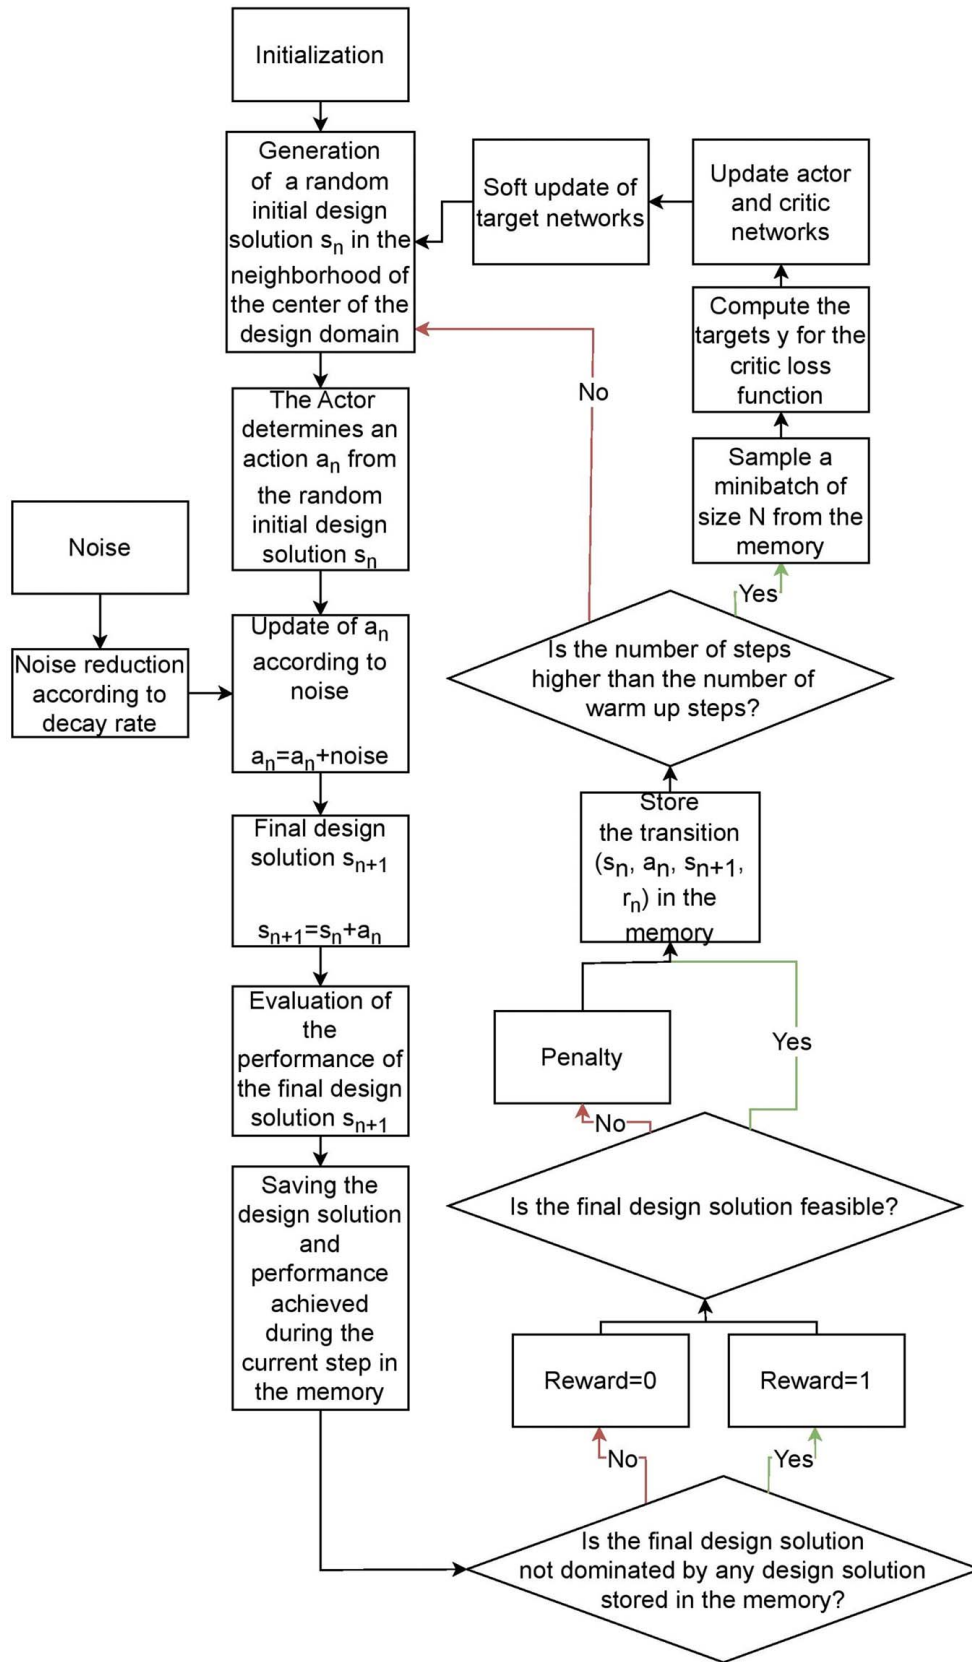 Initialization
Generation
of a random
initial design
solution sₙ in the
neighborhood of
the center of the
design domain
Soft update of
target networks
Update actor
and critic
networks
Compute the
targets y for the
critic loss
function
No
The Actor
determines an
action aₙ from
the random
initial design
solution sₙ
Sample a
minibatch of
size N from the
memory
Noise
Yes
Noise reduction
according to
decay rate
Update of aₙ
according to
noise
aₙ=aₙ+noise
Is the number of steps
higher than the number of
warm up steps?
Final design
solution sₙ₊₁
sₙ₊₁=sₙ+aₙ
Store
the transition
(sₙ, aₙ, sₙ₊₁,
rₙ) in the
memory
Evaluation of
the
performance of
the final design
solution sₙ₊₁
Penalty
Yes
No
Saving the
design solution
and
performance
achieved
during the
current step in
the memory
Is the final design solution feasible?
Reward=0
Reward=1
No
Yes
Is the final design solution
not dominated by any design solution
stored in the memory?